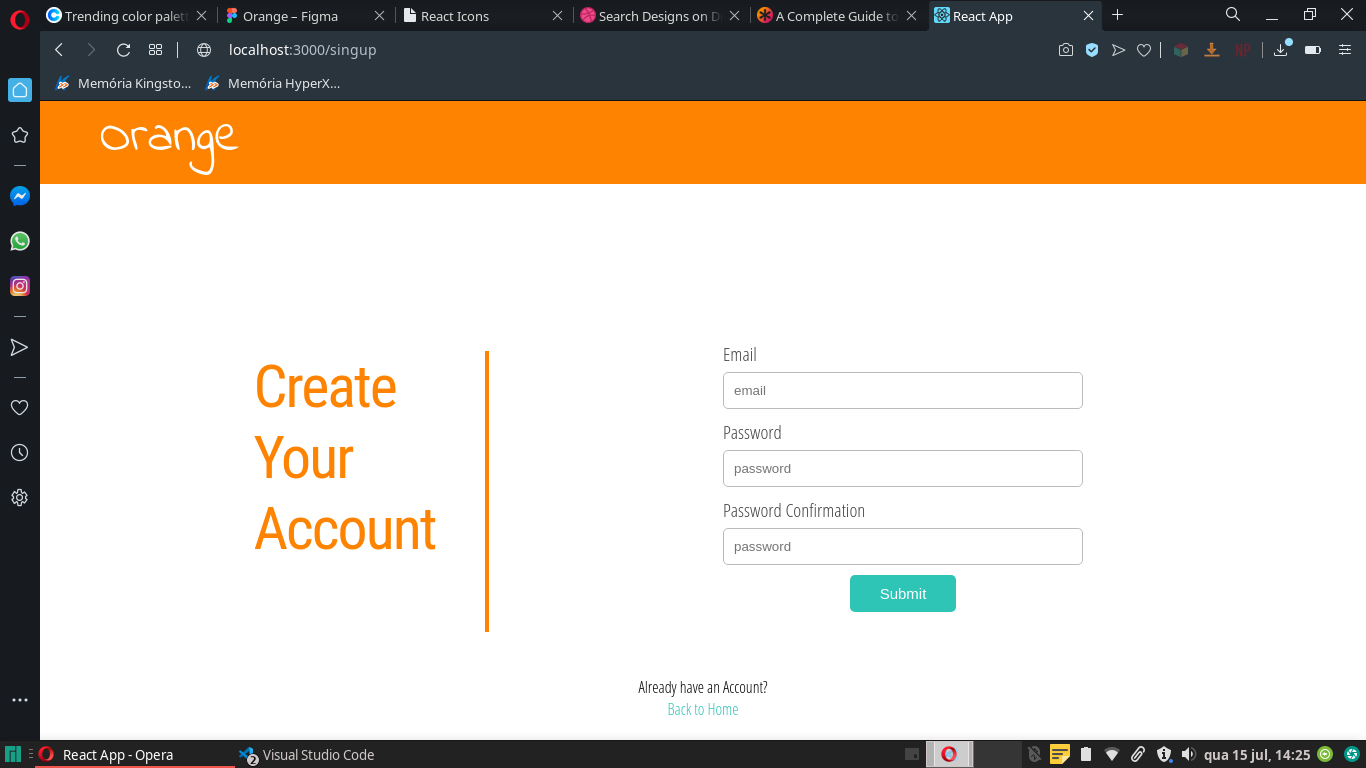 Trending color palett
Orange – Figma
React Icons
Search Designs on D
A Complete Guide to
React App
localhost:3000/singup
NP
Memória Kingsto...
Memória HyperX...
orange
Create
Your
Account
Email
email
Password
password
Password Confirmation
password
Submit
Already have an Account?
Back to Home
React App - Opera
2
Visual Studio Code
qua 15 jul, 14:25